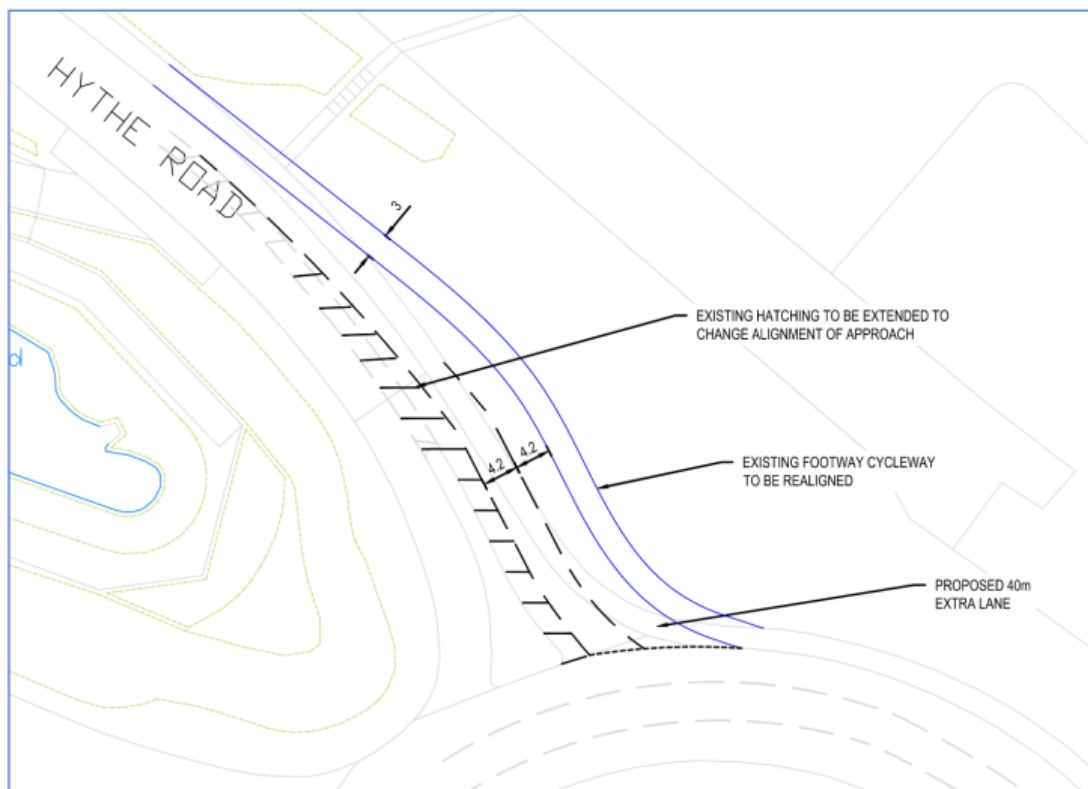 HYTHE ROAD
3
EXISTING HATCHING TO BE EXTENDED TO
CHANGE ALIGNMENT OF APPROACH
d
4.2
4.2
EXISTING FOOTWAY CYCLEWAY
TO BE REALIGNED
PROPOSED 40m
EXTRA LANE